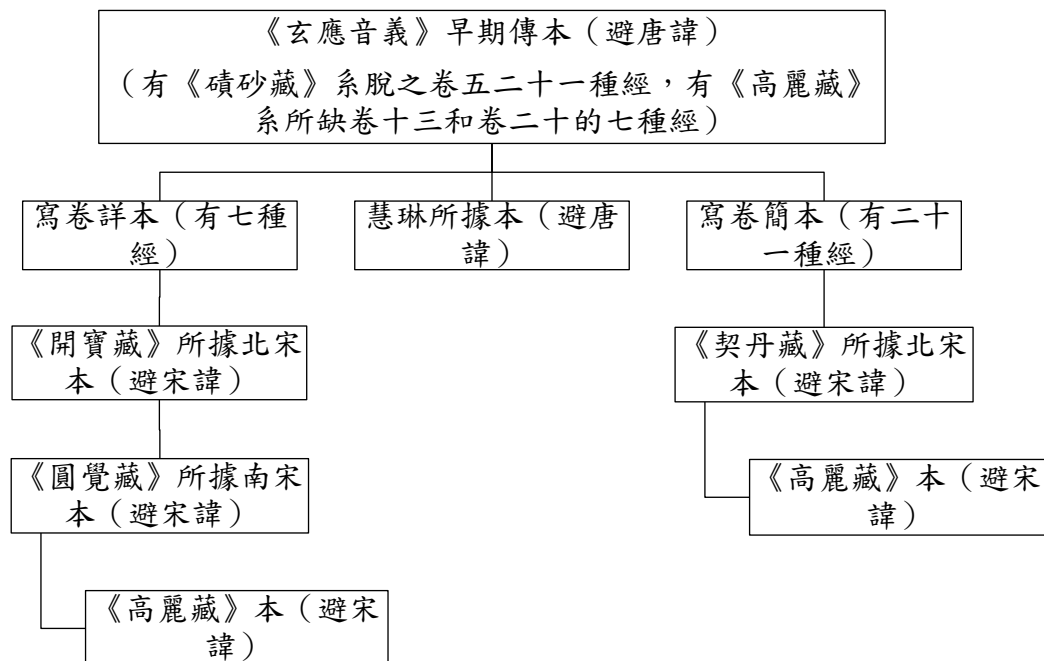 《玄應音義》早期傳本（避唐諱）
（有《磧砂藏》系脫之卷五二十一種經，有《高麗藏》
系所缺卷十三和卷二十的七種經）
寫卷詳本（有七種
經）
慧琳所據本（避唐
諱）
寫卷簡本（有二十
一種經）
《開寶藏》所據北宋
本（避宋諱）
《契丹藏》所據北宋
本（避宋諱）
《圓覺藏》所據南宋
本（避宋諱）
《高麗藏》本（避宋
諱）
《高麗藏》本（避宋
諱）